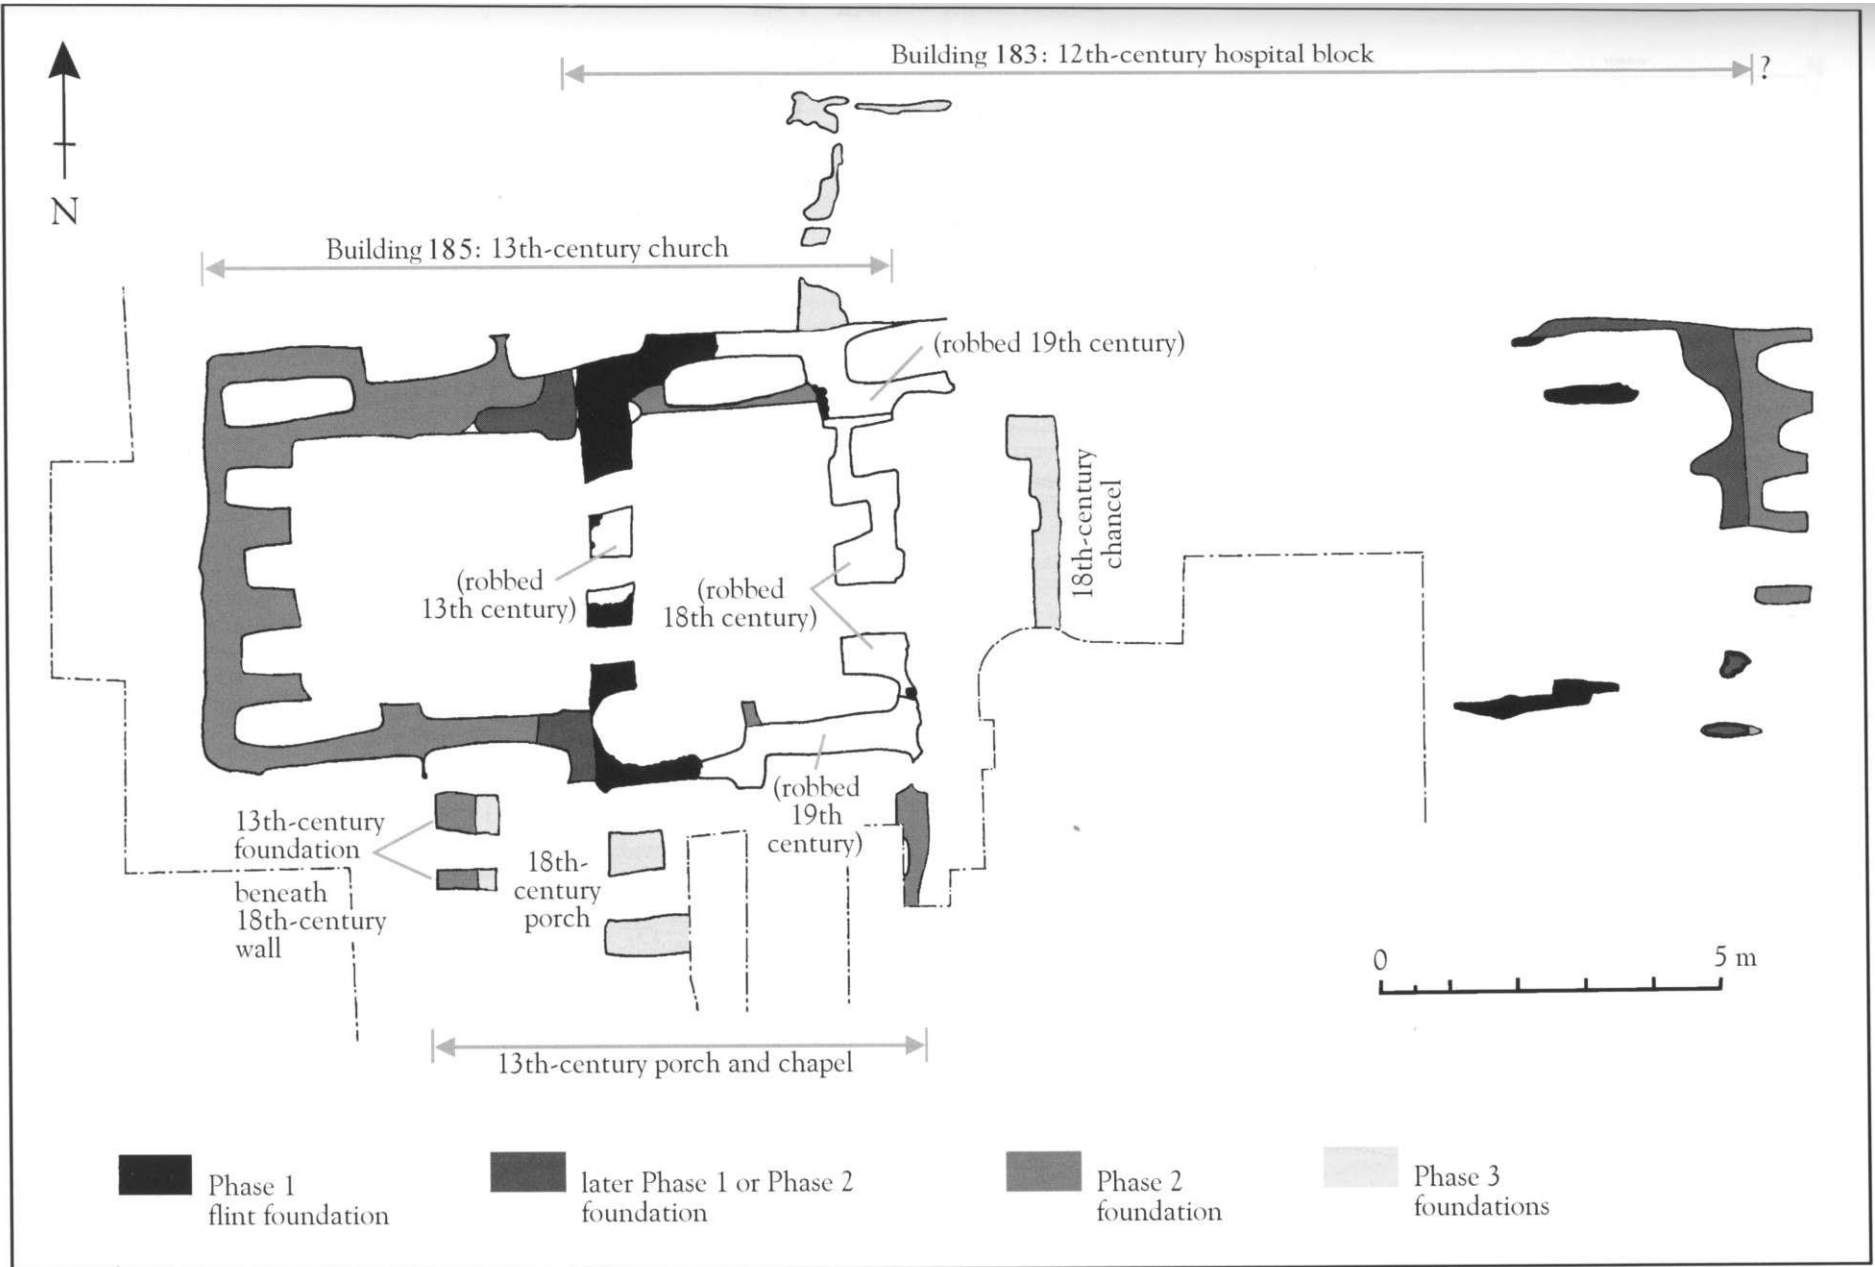 Building 183: 12th-century hospital block
?
N
Building 185: 13th-century church
(robbed 19th century)
18th-century
chancel
(robbed
13th century)
(robbed
18th century)
(robbed
19th
century)
13th-century
foundation
beneath
18th-century
wall
18th-
century
porch
0
5 m
13th-century porch and chapel
Phase 1
flint foundation
later Phase 1 or Phase 2
foundation
Phase 2
foundation
Phase 3
foundations